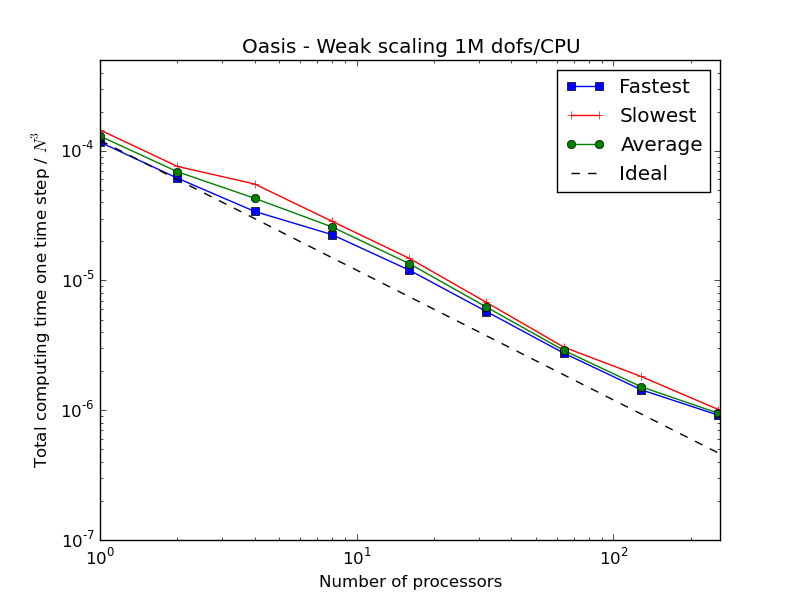 Oasis - Weak scaling 1M dofs/CPU
Fastest
Slowest
Average
Ideal
Total computing time one time step / N³
10⁻⁴
10⁻⁵
10⁻⁶
10⁻⁷
10⁰
10¹
10²
Number of processors